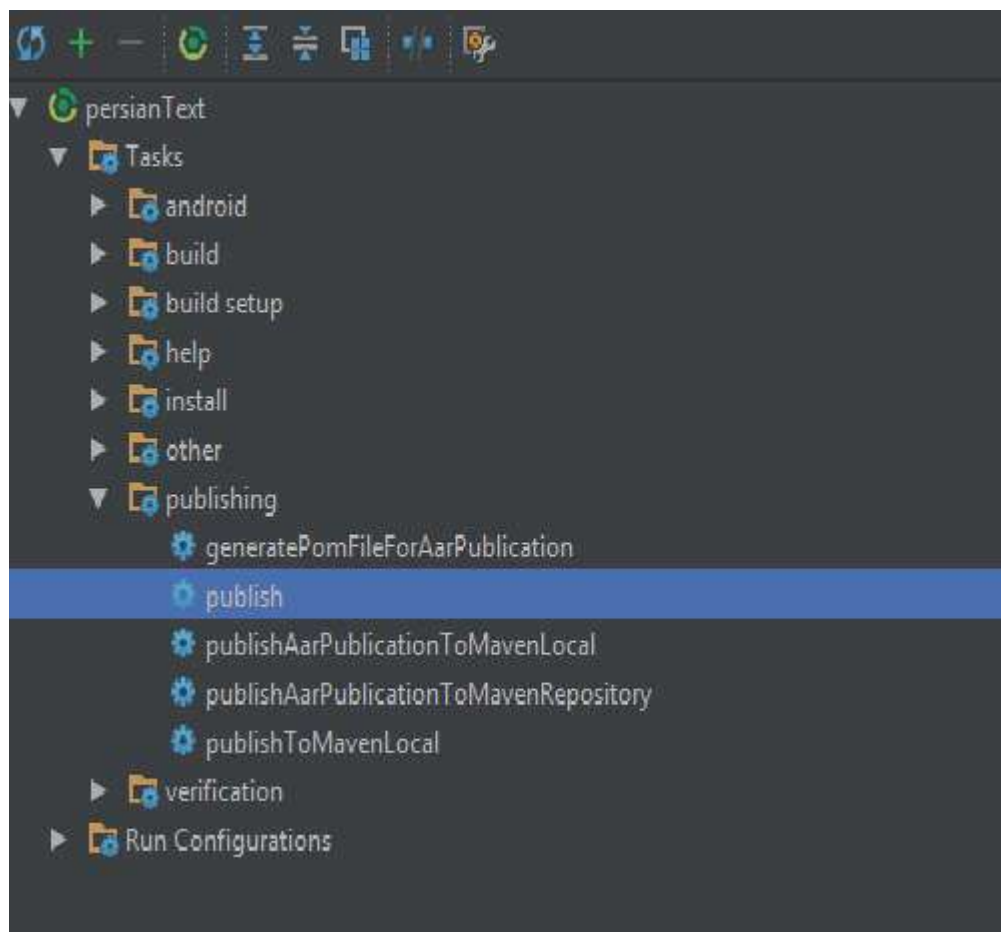 persianText
Tasks
android
build
build setup
help
install
other
publishing
generatePomFileForAarPublication
publish
publishAarPublicationToMavenLocal
publishAarPublicationToMavenRepository
publishToMavenLocal
verification
Run Configurations